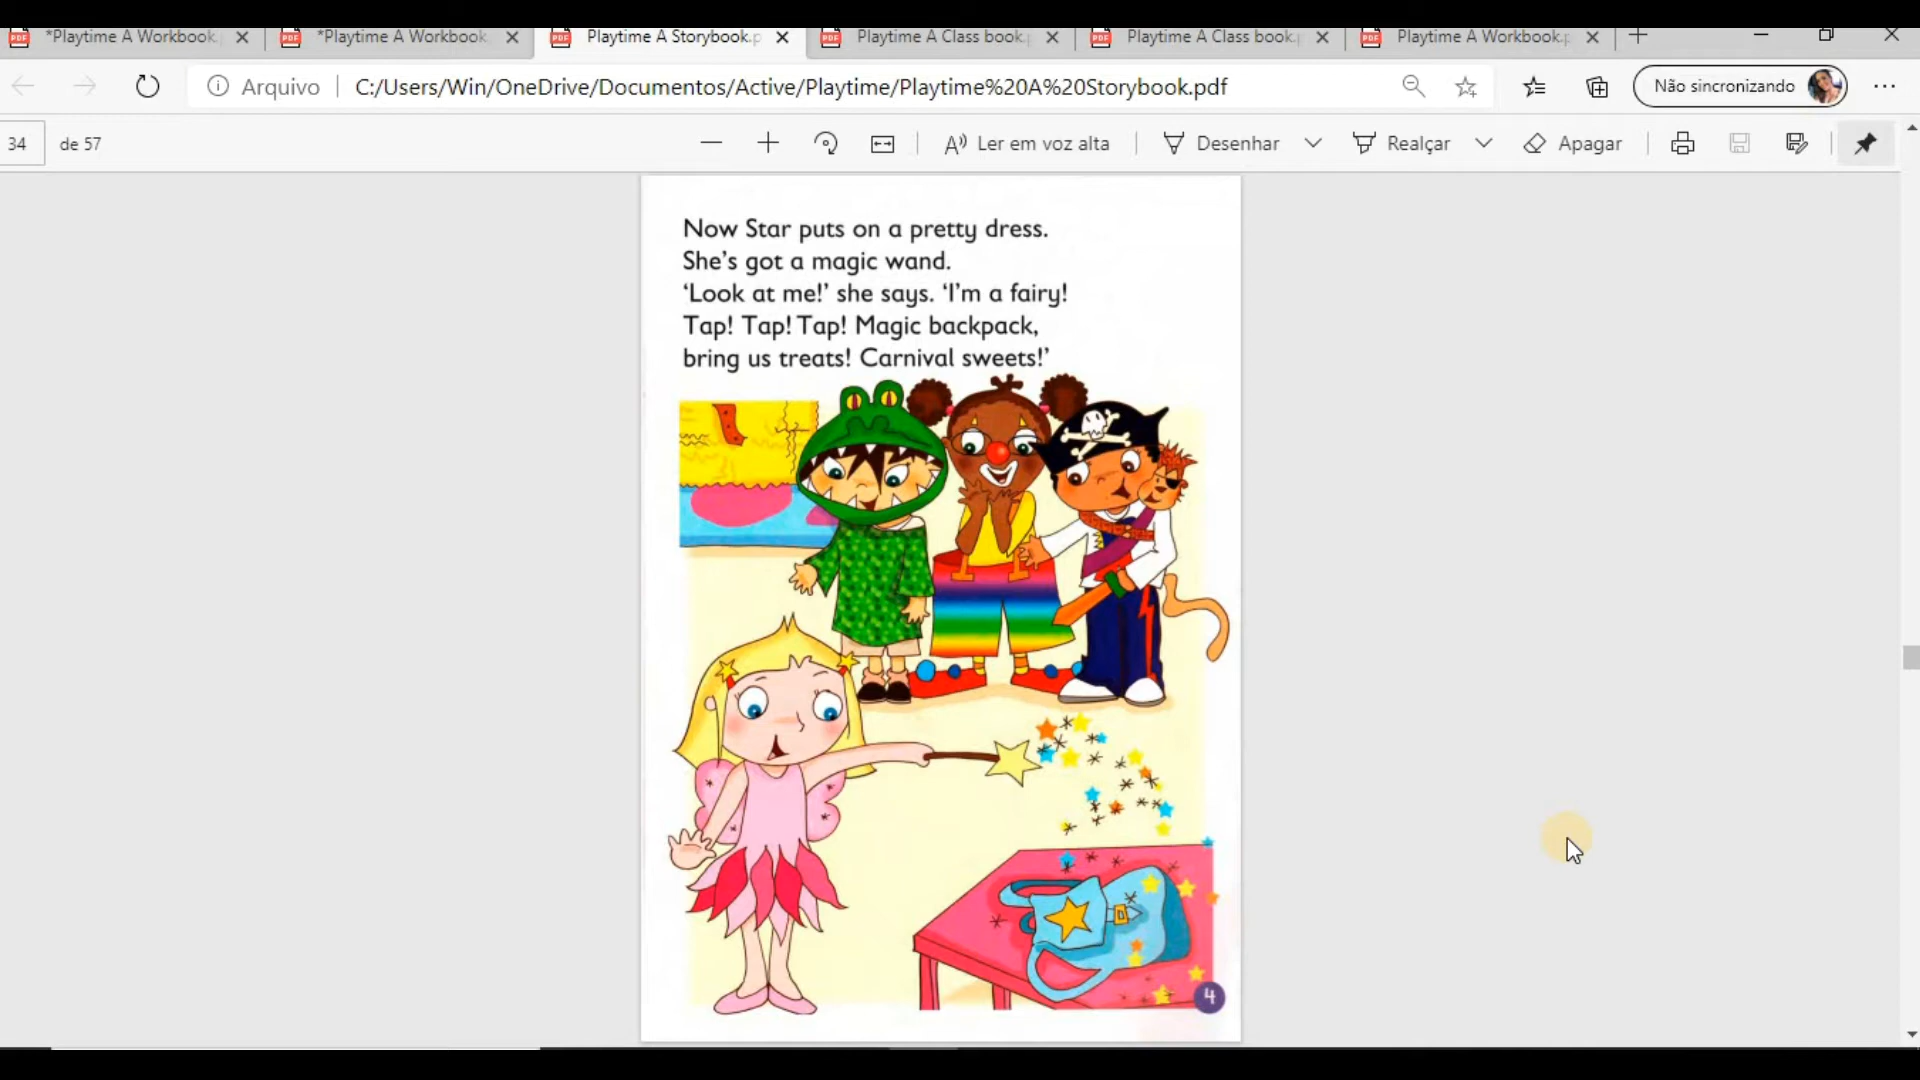 *Playtime A Workbook. *Playtime A Workbook. Playtime A Storybook.p Playtime A Class book.p Playtime A Class book.p Playtime A Workbook.p
Arquivo C:/Users/Win/OneDrive/Documentos/Active/Playtime/Playtime%20A%20Storybook.pdf Não sincronizando
34 de 57 Ler em voz alta Desenhar Realçar Apagar
Now Star puts on a pretty dress.
She's got a magic wand.
‘Look at me!’ she says. ‘I'm a fairy!
Tap! Tap! Tap! Magic backpack,
bring us treats! Carnival sweets!’
4